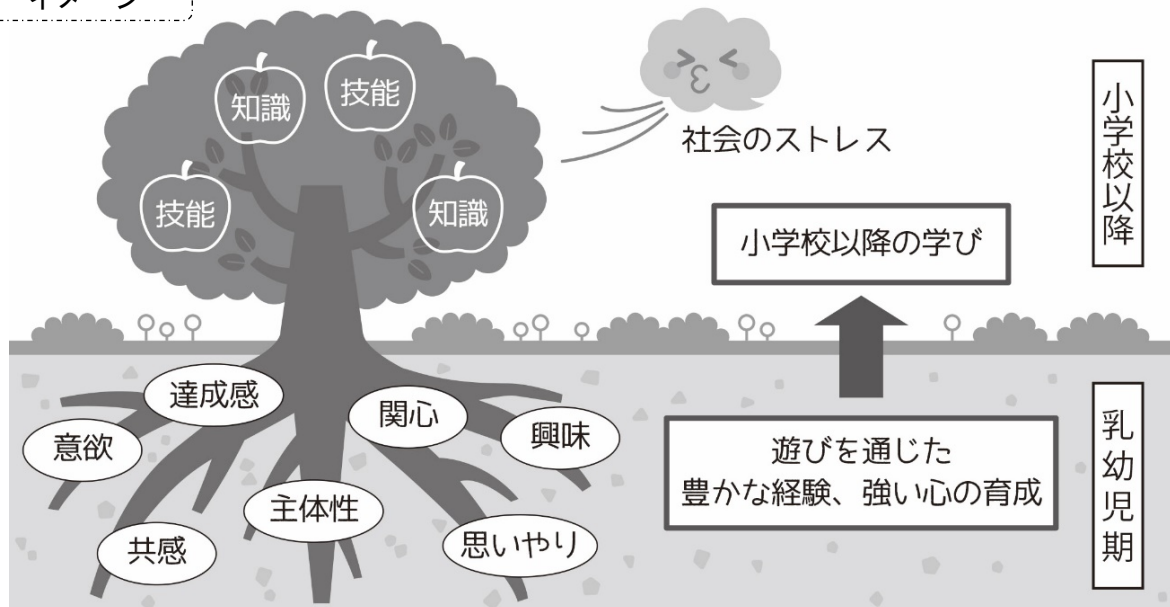 イメージ
知識
技能
技能
知識
社会のストレス
小学校以降
小学校以降の学び
達成感
意欲
関心
興味
主体性
共感
思いやり
遊びを通じた
豊かな経験、強い心の育成
乳幼児期